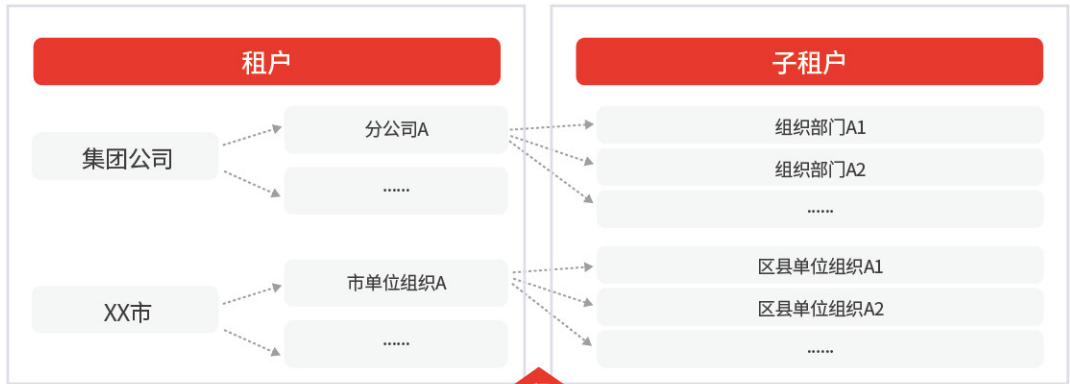 租户
集团公司
分公司A
......
XX市
市单位组织A
......
子租户
组织部门A1
组织部门A2
......
区县单位组织A1
区县单位组织A2
......